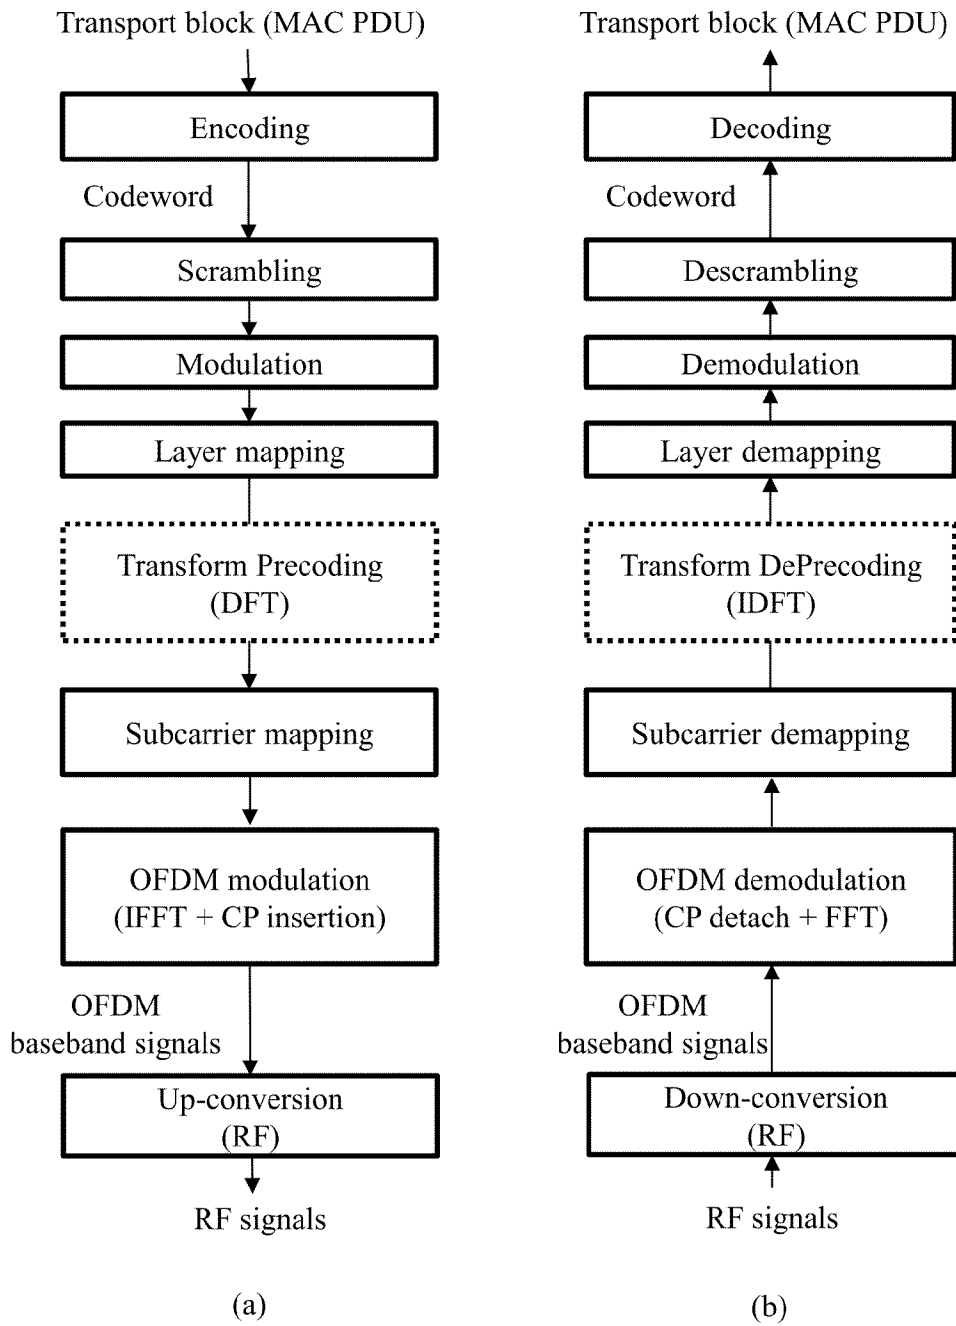 Transport block (MAC PDU)
Encoding
Codeword
Scrambling
Modulation
Layer mapping
Transform Precoding
(DFT)
Subcarrier mapping
OFDM modulation
(IFFT + CP insertion)
OFDM
baseband signals
Up-conversion
(RF)
RF signals
(a)
Transport block (MAC PDU)
Decoding
Codeword
Descrambling
Demodulation
Layer demapping
Transform DePrecoding
(IDFT)
Subcarrier demapping
OFDM demodulation
(CP detach + FFT)
OFDM
baseband signals
Down-conversion
(RF)
RF signals
(b)